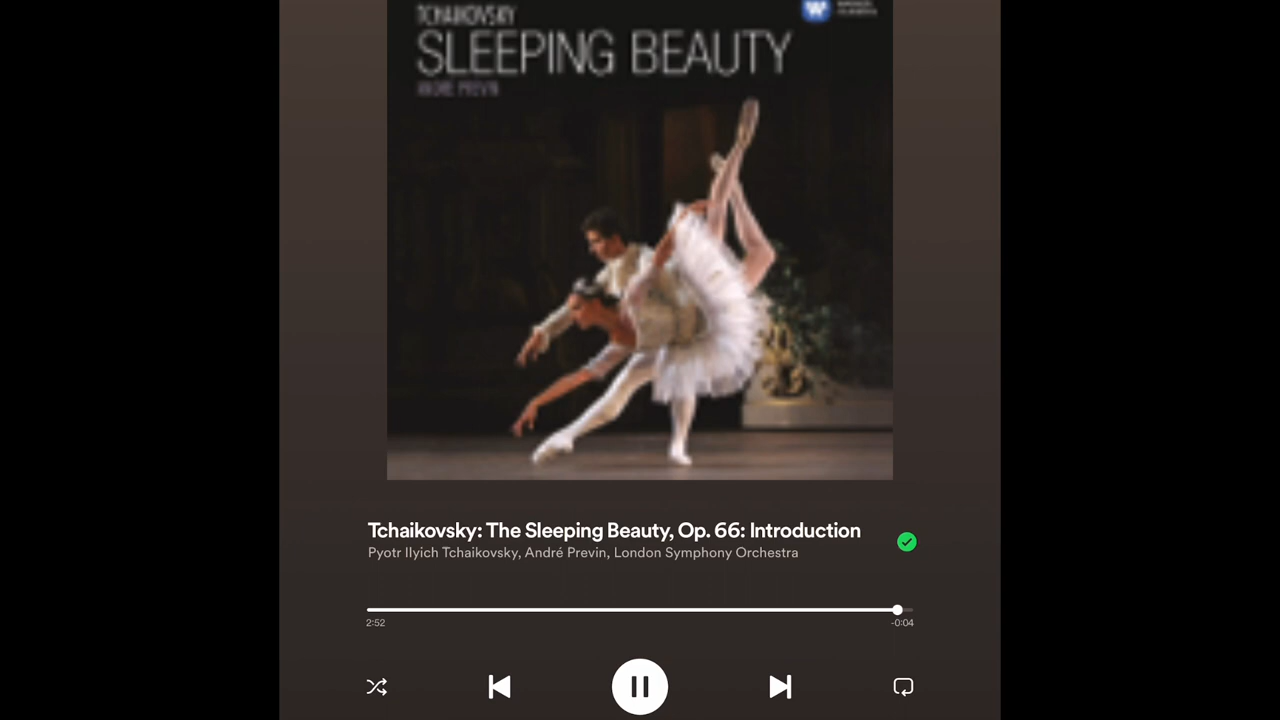 TCHAIKOVSKY
SLEEPING BEAUTY
ANDRÉ PREVIN
Tchaikovsky: The Sleeping Beauty, Op. 66: Introduction
Pyotr Ilyich Tchaikovsky, André Previn, London Symphony Orchestra
2:52
-0:04